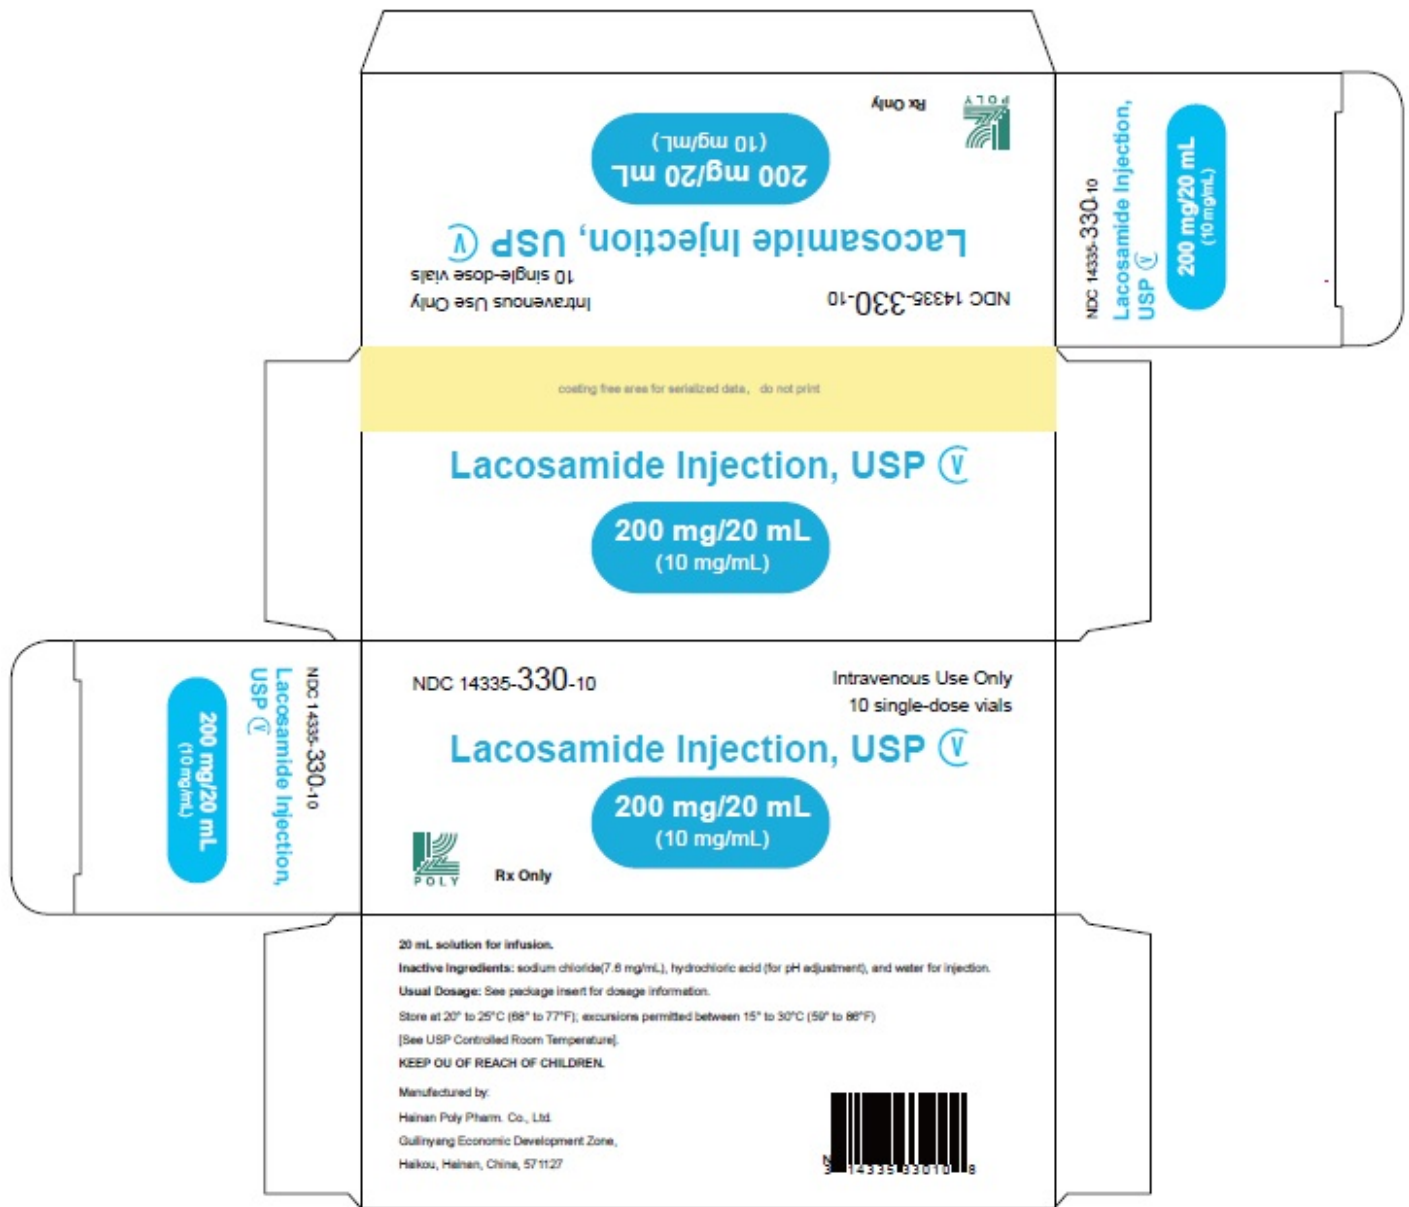 Rx Only
POLY
200 mg/20 mL
(10 mg/mL)
Lacosamide Injection, USP CV
Intravenous Use Only
10 single-dose vials
NDC 14335-330-10
NDC 14335-330-10
Lacosamide Injection,
USP CV
200 mg/20 mL
(10 mg/mL)
coating free area for serialized data, do not print
Lacosamide Injection, USP CV
200 mg/20 mL
(10 mg/mL)
NDC 14335-330-10
Lacosamide Injection,
USP CV
200 mg/20 mL
(10 mg/mL)
NDC 14335-330-10
Intravenous Use Only
10 single-dose vials
Lacosamide Injection, USP CV
200 mg/20 mL
(10 mg/mL)
POLY
Rx Only
20 mL solution for infusion.
Inactive Ingredients: sodium chloride(7.6 mg/mL), hydrochloric acid (for pH adjustment), and water for injection.
Usual Dosage: See package insert for dosage information.
Store at 20° to 25°C (68° to 77°F); excursions permitted between 15° to 30°C (59° to 86°F)
[See USP Controlled Room Temperature].
KEEP OU OF REACH OF CHILDREN.
Manufactured by:
Hainan Poly Pharm. Co., Ltd.
Guilinyang Economic Development Zone,
Haikou, Hainan, China, 571127
N
3 14335 33010 8